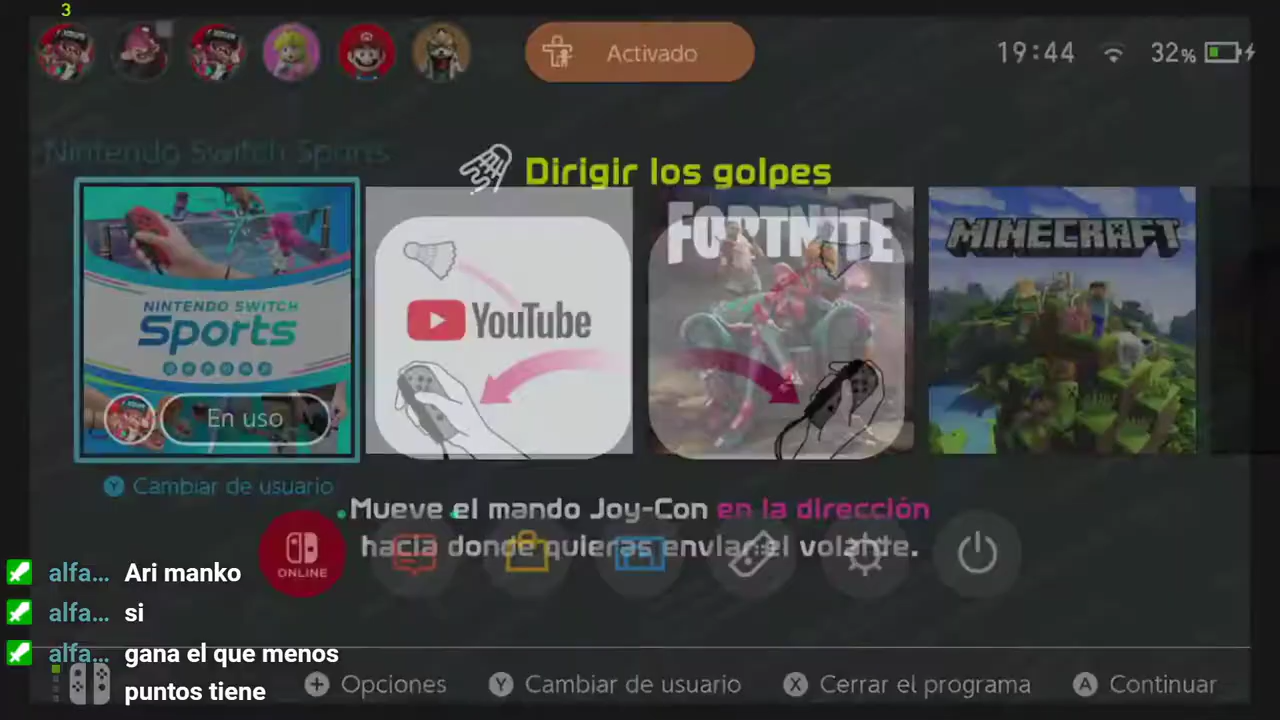 3
Activado
19:44
32%
Nintendo Switch Sports
Dirigir los golpes
NINTENDO SWITCH
Sports
En uso
YouTube
FORTNITE
MINECRAFT
Cambiar de usuario
Mueve el mando Joy-Con en la dirección
hacia donde quieras enviar el volante.
ONLINE
alfa... Ari manko
alfa... si
alfa... gana el que menos
puntos tiene
Opciones
Y Cambiar de usuario
X Cerrar el programa
A Continuar